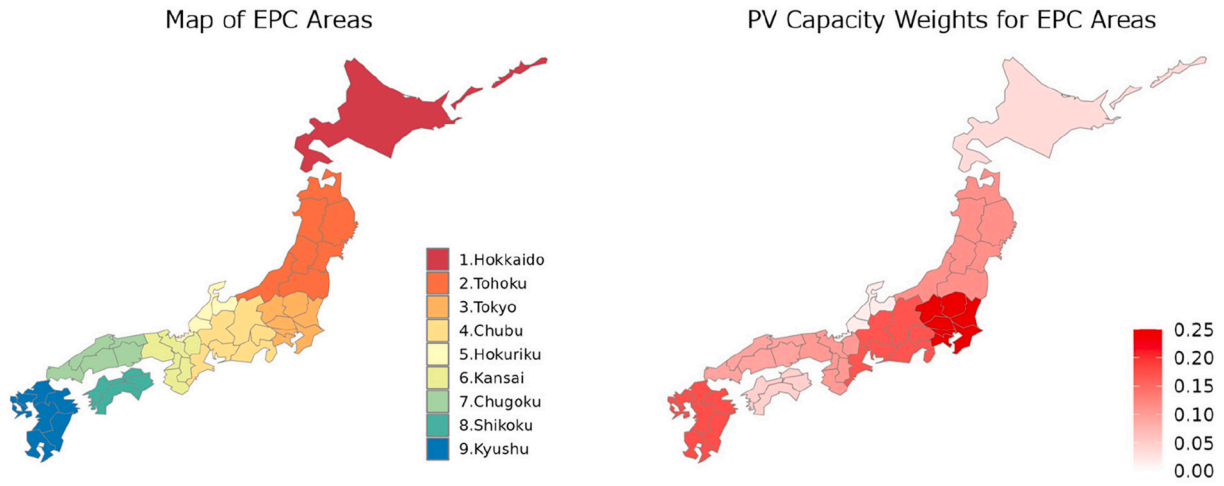 Map of EPC Areas
PV Capacity Weights for EPC Areas
1.Hokkaido
2.Tohoku
3.Tokyo
4.Chubu
5.Hokuriku
6.Kansai
7.Chugoku
8.Shikoku
9.Kyushu
0.25
0.20
0.15
0.10
0.05
0.00